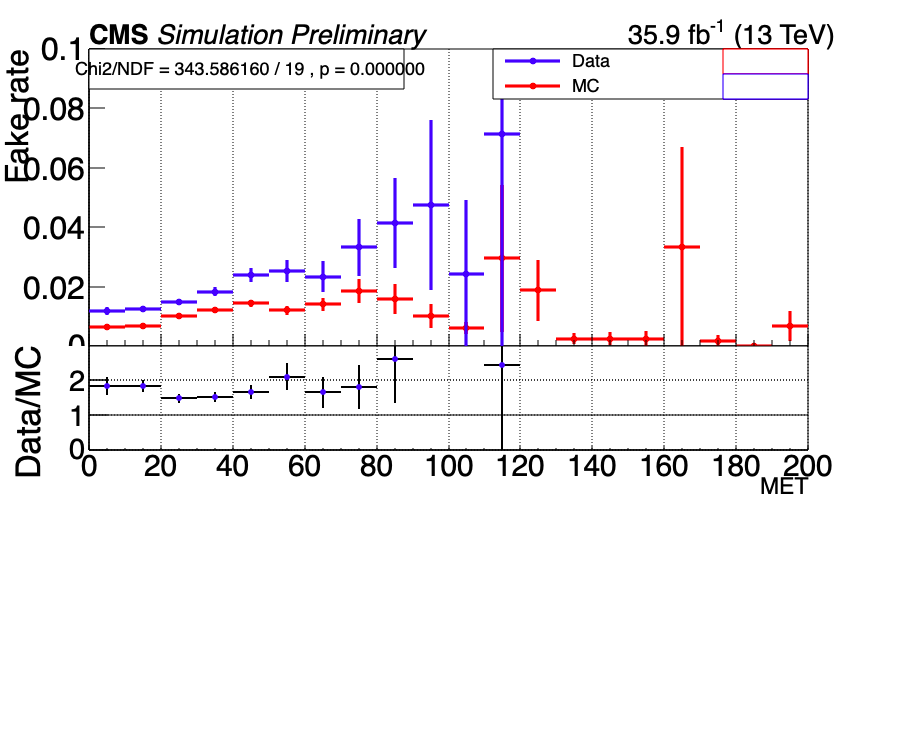 CMS Simulation Preliminary 35.9 fb-1 (13 TeV)
Chi2/NDF = 343.586160 / 19 , p = 0.000000
Data
MC
Fake rate
0.1
0.08
0.06
0.04
0.02
0
Data/MC
2
1
0
0 20 40 60 80 100 120 140 160 180 200
MET